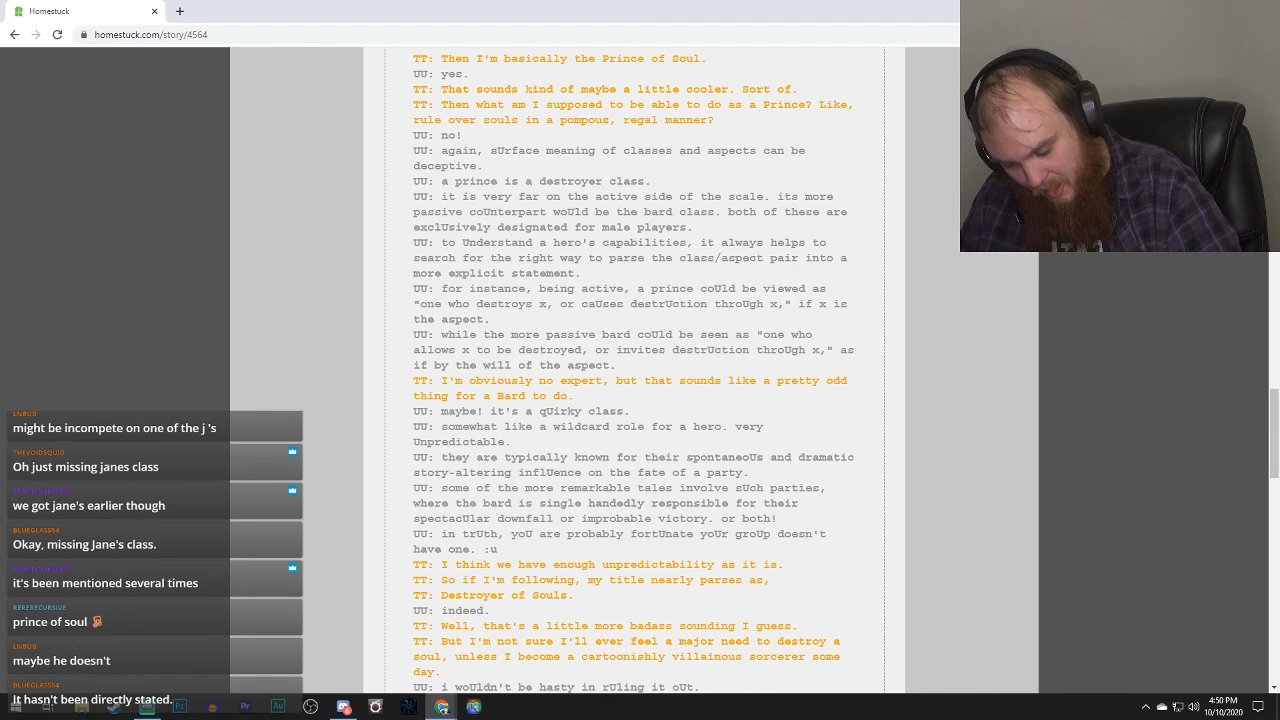 Homestuck
homestuck.com/story/4564
TT: Then I'm basically the Prince of Soul.
UU: yes.
TT: That sounds kind of maybe a little cooler. Sort of.
TT: Then what am I supposed to be able to do as a Prince? Like,
rule over souls in a pompous, regal manner?
UU: no!
UU: again, sUrface meaning of classes and aspects can be
deceptive.
UU: a prince is a destroyer class.
UU: it is very far on the active side of the scale. its more
passive coUnterpart woUld be the bard class. both of these are
exclUsively designated for male players.
UU: to Understand a hero's capabilities, it always helps to
search for the right way to parse the class/aspect pair into a
more explicit statement.
UU: for instance, being active, a prince coUld be viewed as
"one who destroys x, or caUses destrUction throUgh x," if x is
the aspect.
UU: while the more passive bard coUld be seen as "one who
allows x to be destroyed, or invites destrUction throUgh x," as
if by the will of the aspect.
TT: I'm obviously no expert, but that sounds like a pretty odd
thing for a Bard to do.
UU: maybe! it's a qUirky class.
UU: somewhat like a wildcard role for a hero. very
Unpredictable.
UU: they are typically known for their spontaneoUs and dramatic
story-altering inflUence on the fate of a party.
UU: some of the more remarkable tales involve sUch parties,
where the bard is single handedly responsible for their
spectacUlar downfall or improbable victory. or both!
UU: in trUth, yoU are probably fortUnate yoUr groUp doesn't
have one. :u
TT: I think we have enough unpredictability as it is.
TT: So if I'm following, my title nearly parses as,
TT: Destroyer of Souls.
UU: indeed.
TT: Well, that's a little more badass sounding I guess.
TT: But I'm not sure I'll ever feel a major need to destroy a
soul, unless I become a cartoonishly villainous sorcerer some
day.
UU: i woUldn't be hasty in rUling it oUt.
LNBUG
might be incompete on one of the j 's
THEVOIDSQUID
Oh just missing janes class
we got jane's earlier though
BLUEGLASS54
Okay, missing Jane's class.
it's been mentioned several times
RERERECURSIVE
prince of soul
LNBUG
maybe he doesn't
BLUEGLASS54
It hasn't been directly stated.
4:50 PM
10/10/2020